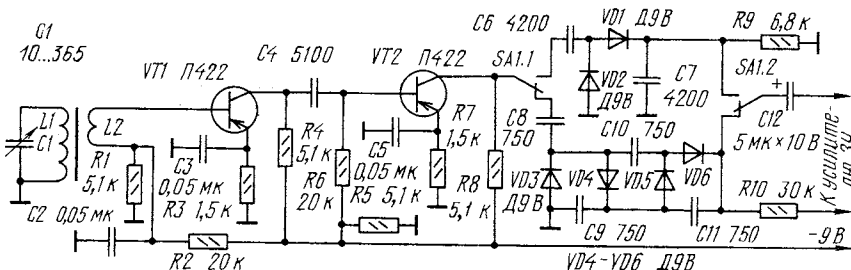 C1
10...365
VT1 П422
C4 5100
VT2 П422
C6 4200
VD1 Д9В
R9 6,8 к
SA1.1
SA1.2
VD2
Д9В
C7
4200
C12
5 мк × 10 В
L1
C1
L2
R1
5,1 к
C2 0,05 мк
C3
0,05 мк
R3 1,5 к
R2 20 к
R4
5,1 к
R6
20 к
C5
0,05 мк
R5 5,1 к
R7
1,5 к
R8
5,1 к
C8
750
C10 750
VD3
Д9В
VD4
VD5
VD6
C9 750
C11 750
R10 30 к
К усилите-
лю ЗЧ
-9 В
VD4-VD6 Д9В
+